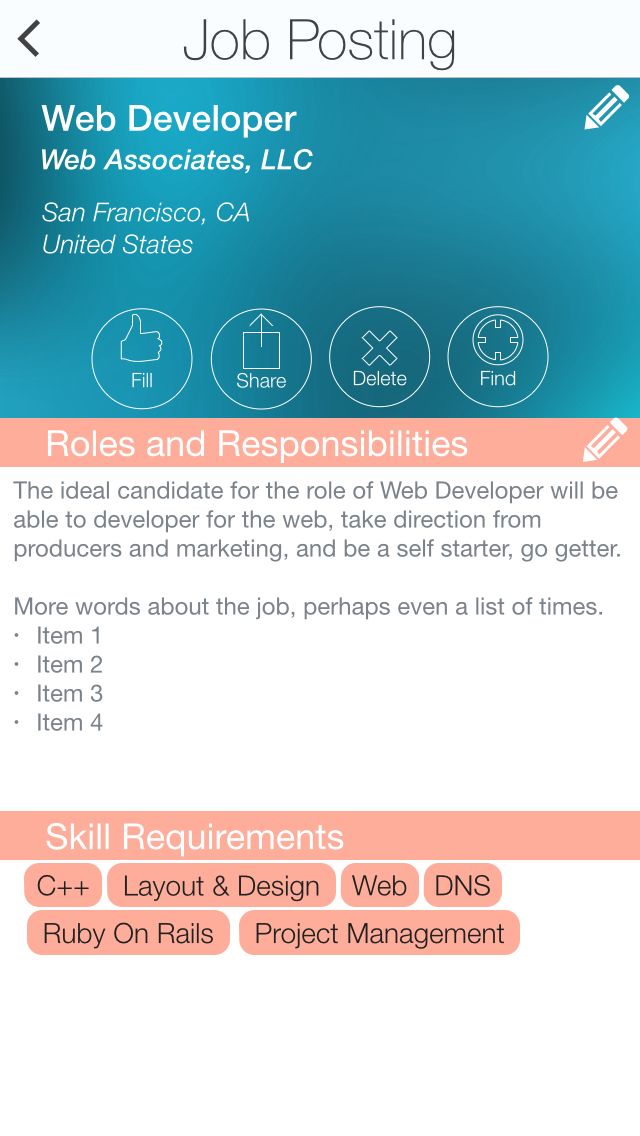 Job Posting
Web Developer
Web Associates, LLC
San Francisco, CA
United States
Fill
Share
Delete
Find
Roles and Responsibilities
The ideal candidate for the role of Web Developer will be
able to developer for the web, take direction from
producers and marketing, and be a self starter, go getter.
More words about the job, perhaps even a list of times.
• Item 1
• Item 2
• Item 3
• Item 4
Skill Requirements
C++ Layout & Design Web DNS
Ruby On Rails Project Management